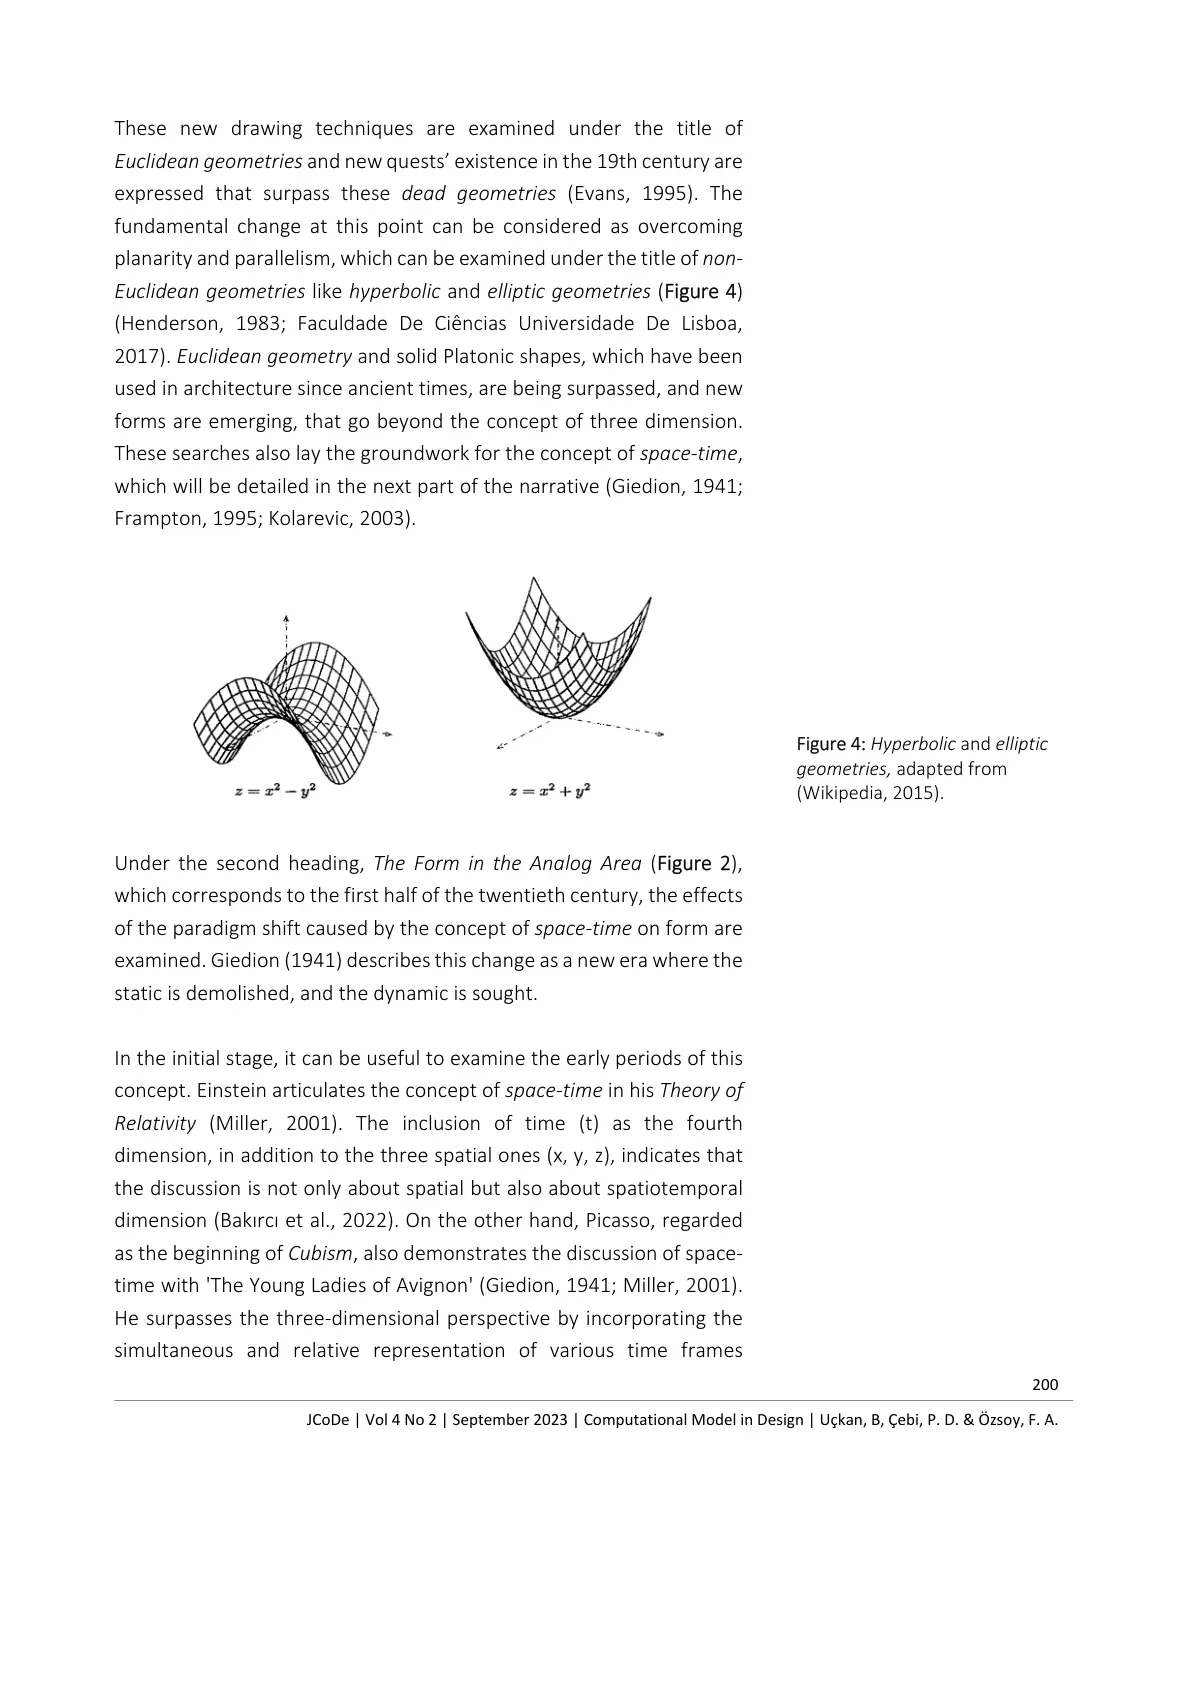 These new drawing techniques are examined under the title of
Euclidean geometries and new quests’ existence in the 19th century are
expressed that surpass these dead geometries (Evans, 1995). The
fundamental change at this point can be considered as overcoming
planarity and parallelism, which can be examined under the title of non-
Euclidean geometries like hyperbolic and elliptic geometries (Figure 4)
(Henderson, 1983; Faculdade De Ciências Universidade De Lisboa,
2017). Euclidean geometry and solid Platonic shapes, which have been
used in architecture since ancient times, are being surpassed, and new
forms are emerging, that go beyond the concept of three dimension.
These searches also lay the groundwork for the concept of space-time,
which will be detailed in the next part of the narrative (Giedion, 1941;
Frampton, 1995; Kolarevic, 2003).
z = x² − y²
z = x² + y²
Figure 4: Hyperbolic and elliptic
geometries, adapted from
(Wikipedia, 2015).
Under the second heading, The Form in the Analog Area (Figure 2),
which corresponds to the first half of the twentieth century, the effects
of the paradigm shift caused by the concept of space-time on form are
examined. Giedion (1941) describes this change as a new era where the
static is demolished, and the dynamic is sought.
In the initial stage, it can be useful to examine the early periods of this
concept. Einstein articulates the concept of space-time in his Theory of
Relativity (Miller, 2001). The inclusion of time (t) as the fourth
dimension, in addition to the three spatial ones (x, y, z), indicates that
the discussion is not only about spatial but also about spatiotemporal
dimension (Bakırcı et al., 2022). On the other hand, Picasso, regarded
as the beginning of Cubism, also demonstrates the discussion of space-
time with 'The Young Ladies of Avignon' (Giedion, 1941; Miller, 2001).
He surpasses the three-dimensional perspective by incorporating the
simultaneous and relative representation of various time frames
200
JCoDe | Vol 4 No 2 | September 2023 | Computational Model in Design | Uçkan, B, Çebi, P. D. & Özsoy, F. A.